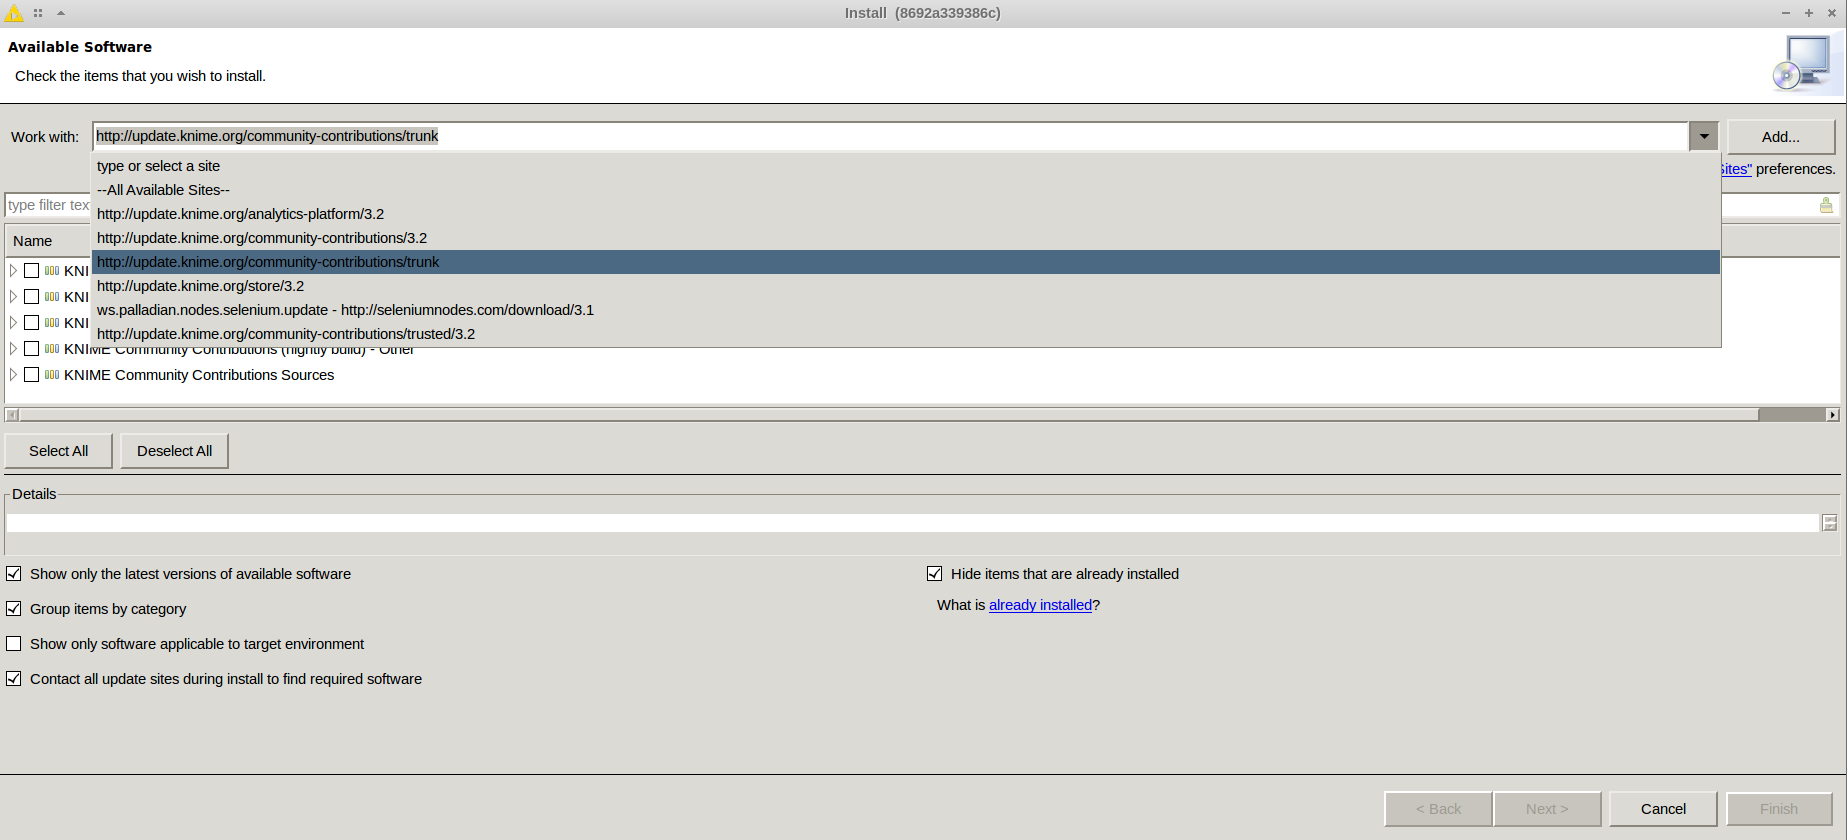 Install (8692a339386c)
Available Software
Check the items that you wish to install.
Work with: http://update.knime.org/community-contributions/trunk Add...
type or select a site
Sites" preferences.
--All Available Sites--
type filter tex
http://update.knime.org/analytics-platform/3.2
Name
http://update.knime.org/community-contributions/3.2
KNI
http://update.knime.org/community-contributions/trunk
KNI
http://update.knime.org/store/3.2
KNI
ws.palladian.nodes.selenium.update - http://seleniumnodes.com/download/3.1
http://update.knime.org/community-contributions/trusted/3.2
KNIME Community Contributions (nightly build) - Other
KNIME Community Contributions Sources
Select All Deselect All
Details
Show only the latest versions of available software
Hide items that are already installed
Group items by category
What is already installed?
Show only software applicable to target environment
Contact all update sites during install to find required software
< Back Next > Cancel Finish